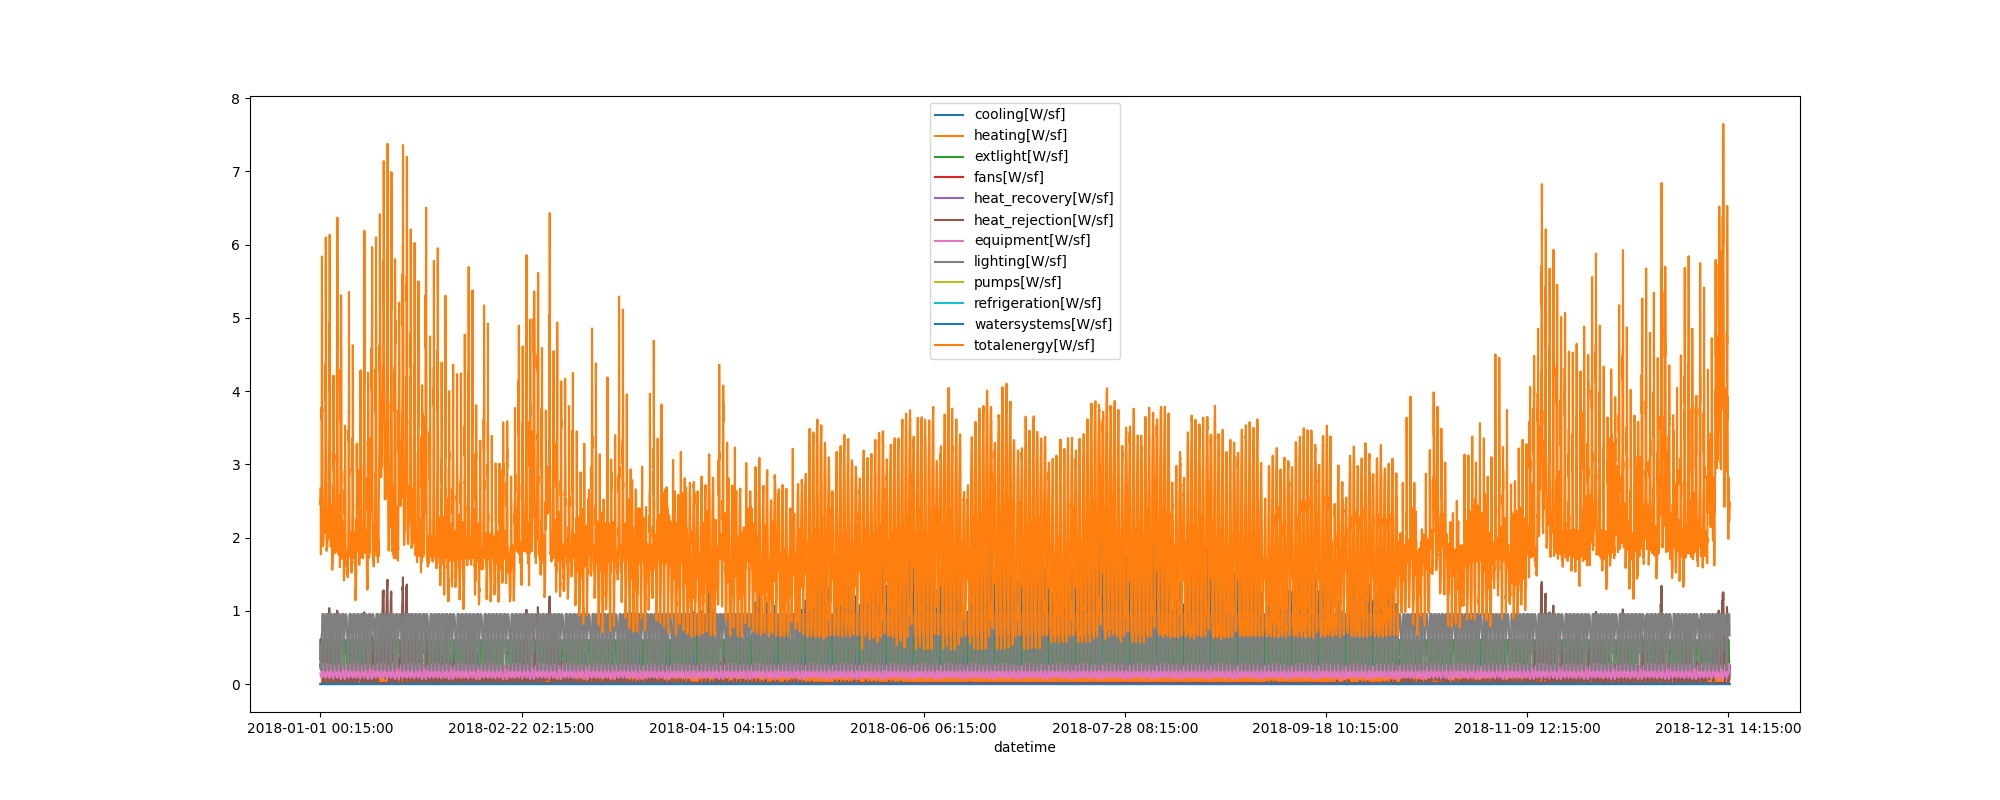 8
7
6
5
4
3
2
1
0
cooling[W/sf]
heating[W/sf]
extlight[W/sf]
fans[W/sf]
heat_recovery[W/sf]
heat_rejection[W/sf]
equipment[W/sf]
lighting[W/sf]
pumps[W/sf]
refrigeration[W/sf]
watersystems[W/sf]
totalenergy[W/sf]
2018-01-01 00:15:00 2018-02-22 02:15:00 2018-04-15 04:15:00 2018-06-06 06:15:00 2018-07-28 08:15:00 2018-09-18 10:15:00 2018-11-09 12:15:00 2018-12-31 14:15:00
datetime